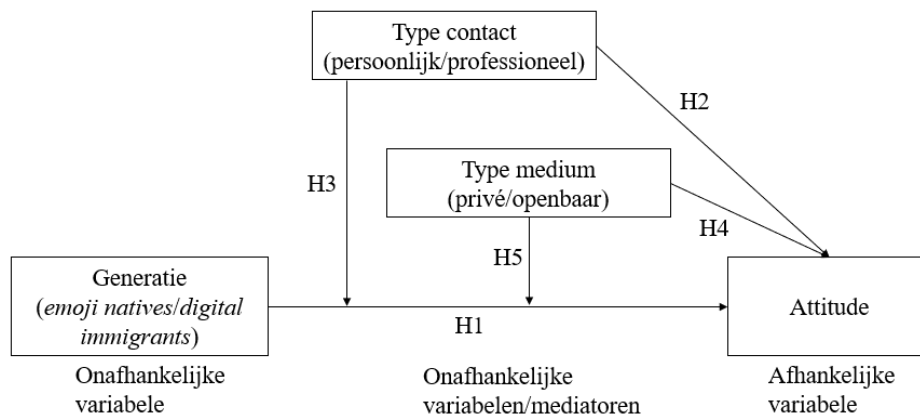 Type contact
(persoonlijk/professioneel)
H2
H3
Type medium
(privé/openbaar)
H4
H5
Generatie
(emoji natives/digital
immigrants)
H1
Attitude
Onafhankelijke
variabele
Onafhankelijke
variabelen/mediatoren
Afhankelijke
variabele